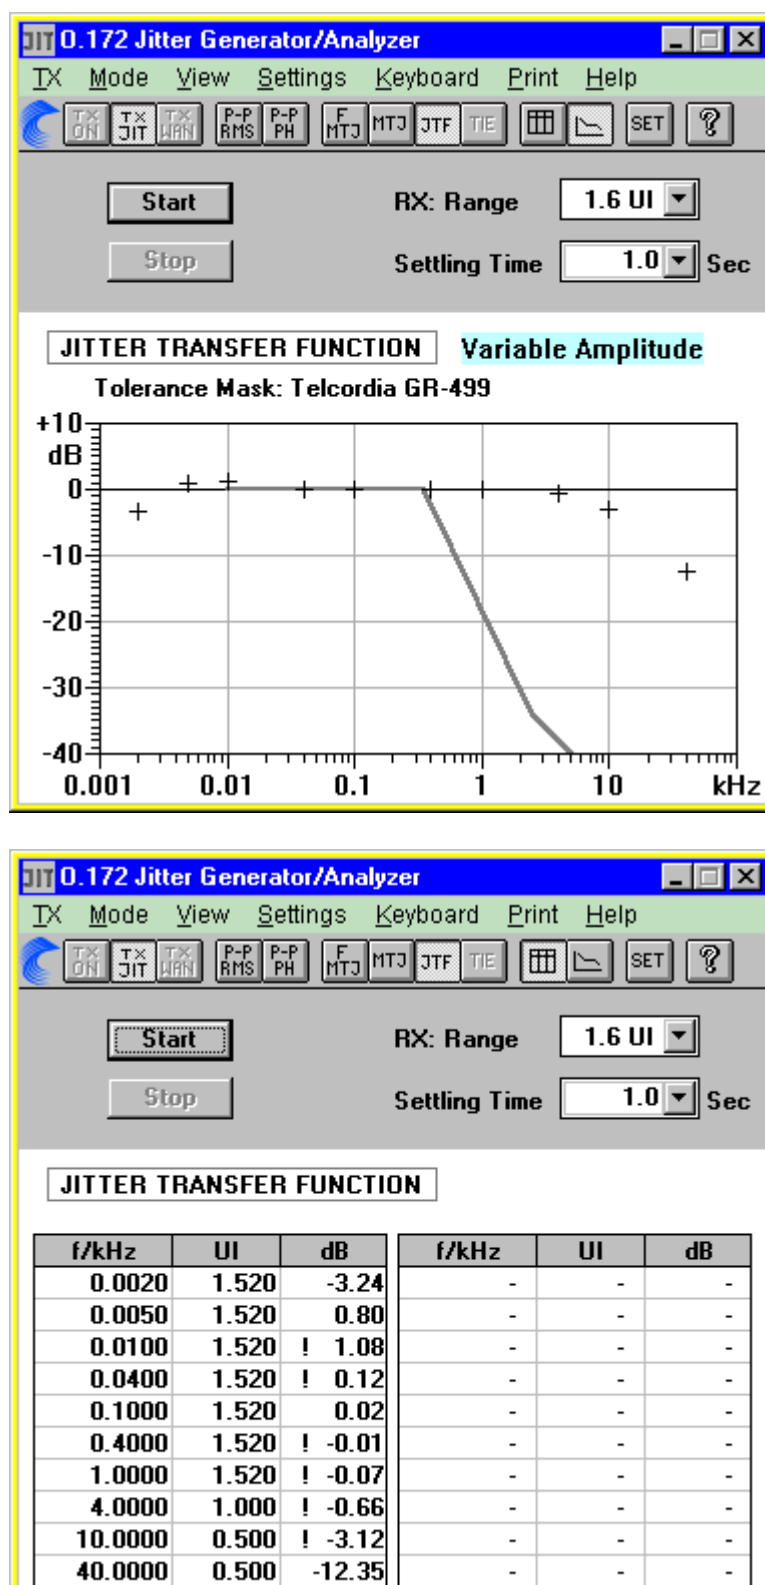 JIT O.172 Jitter Generator/Analyzer
TX Mode View Settings Keyboard Print Help
TX ON TX JIT TX WAN P-P RMS P-P PH F MTJ MTJ JTF TIE SET ?
Start RX: Range 1.6 UI
Stop Settling Time 1.0 Sec
JITTER TRANSFER FUNCTION Variable Amplitude
Tolerance Mask: Telcordia GR-499
+10
dB
0
-10
-20
-30
-40
0.001 0.01 0.1 1 10 kHz
JIT O.172 Jitter Generator/Analyzer
TX Mode View Settings Keyboard Print Help
TX ON TX JIT TX WAN P-P RMS P-P PH F MTJ MTJ JTF TIE SET ?
Start RX: Range 1.6 UI
Stop Settling Time 1.0 Sec
JITTER TRANSFER FUNCTION
f/kHz UI dB f/kHz UI dB
0.0020 1.520 -3.24 - - -
0.0050 1.520 0.80 - - -
0.0100 1.520 ! 1.08 - - -
0.0400 1.520 ! 0.12 - - -
0.1000 1.520 0.02 - - -
0.4000 1.520 ! -0.01 - - -
1.0000 1.520 ! -0.07 - - -
4.0000 1.000 ! -0.66 - - -
10.0000 0.500 ! -3.12 - - -
40.0000 0.500 -12.35 - - -